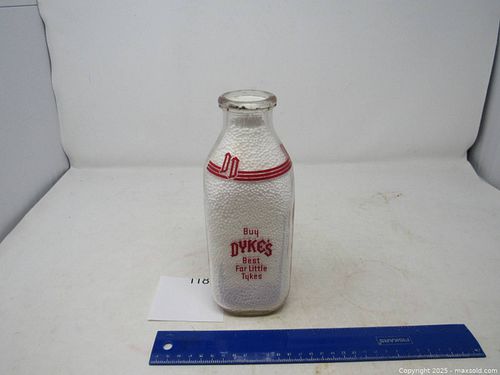 DD
Buy
DYKE'S
Best
For Little
Tykes
118
Copyright 2025 - maxsold.com